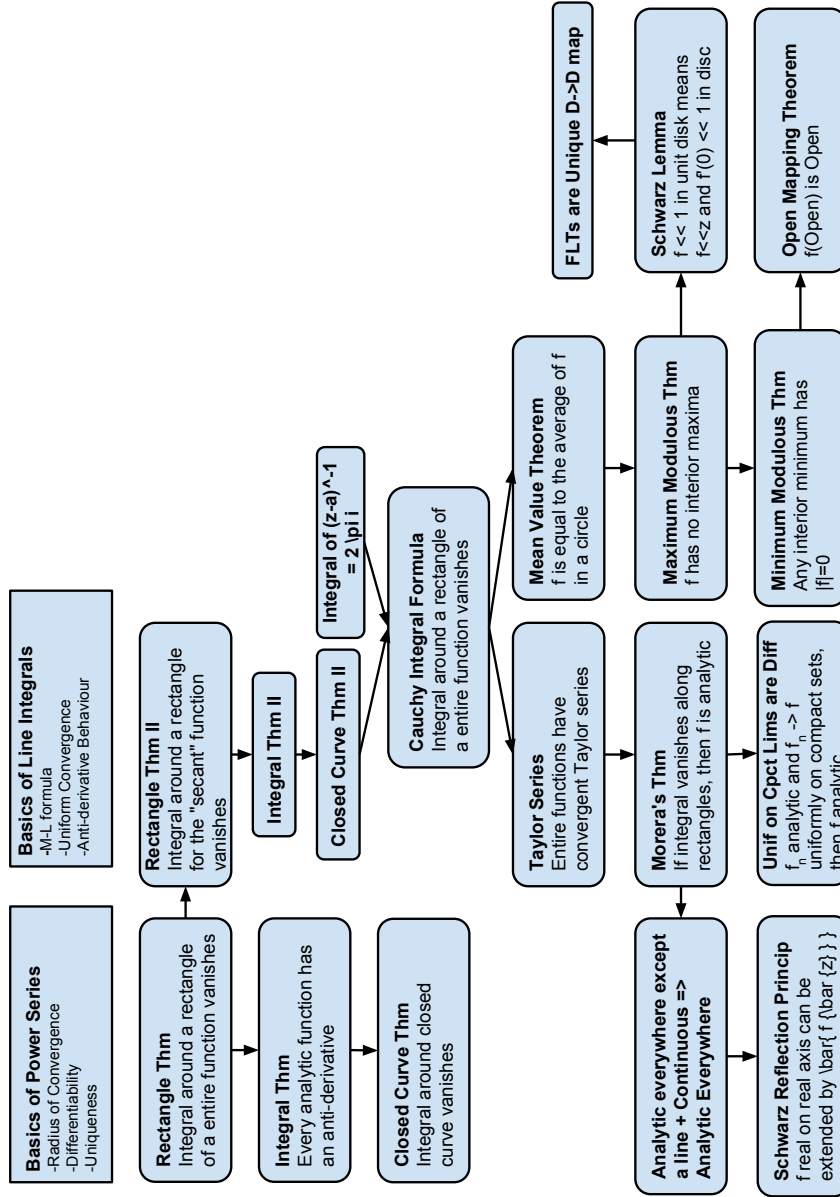 Basics of Power Series
-Radius of Convergence
-Differentiability
-Uniqueness
Basics of Line Integrals
-M-L formula
-Uniform Convergence
-Anti-derivative Behaviour
Rectangle Thm
Integral around a rectangle
of a entire function vanishes
Rectangle Thm II
Integral around a rectangle
for the "secant" function
vanishes
Integral Thm
Every analytic function has
an anti-derivative
Integral Thm II
Closed Curve Thm
Integral around closed
curve vanishes
Closed Curve Thm II
Integral of (z-a)^-1
= 2 \pi i
Cauchy Integral Formula
Integral around a rectangle of
a entire function vanishes
Taylor Series
Entire functions have
convergent Taylor series
Mean Value Theorem
f is equal to the average of f
in a circle
FLTs are Unique D->D map
Analytic everywhere except
a line + Continuous =>
Analytic Everywhere
Morera's Thm
If integral vanishes along
rectangles, then f is analytic
Maximum Modulous Thm
f has no interior maxima
Schwarz Lemma
f << 1 in unit disk means
f<<z and f'(0) << 1 in disc
Schwarz Reflection Princip
f real on real axis can be
extended by \bar{ f {\bar {z} } }
Unif on Cpct Lims are Diff
f_n analytic and f_n -> f
uniformly on compact sets,
then f analytic
Minimum Modulous Thm
Any interior minimum has
|f|=0
Open Mapping Theorem
f(Open) is Open